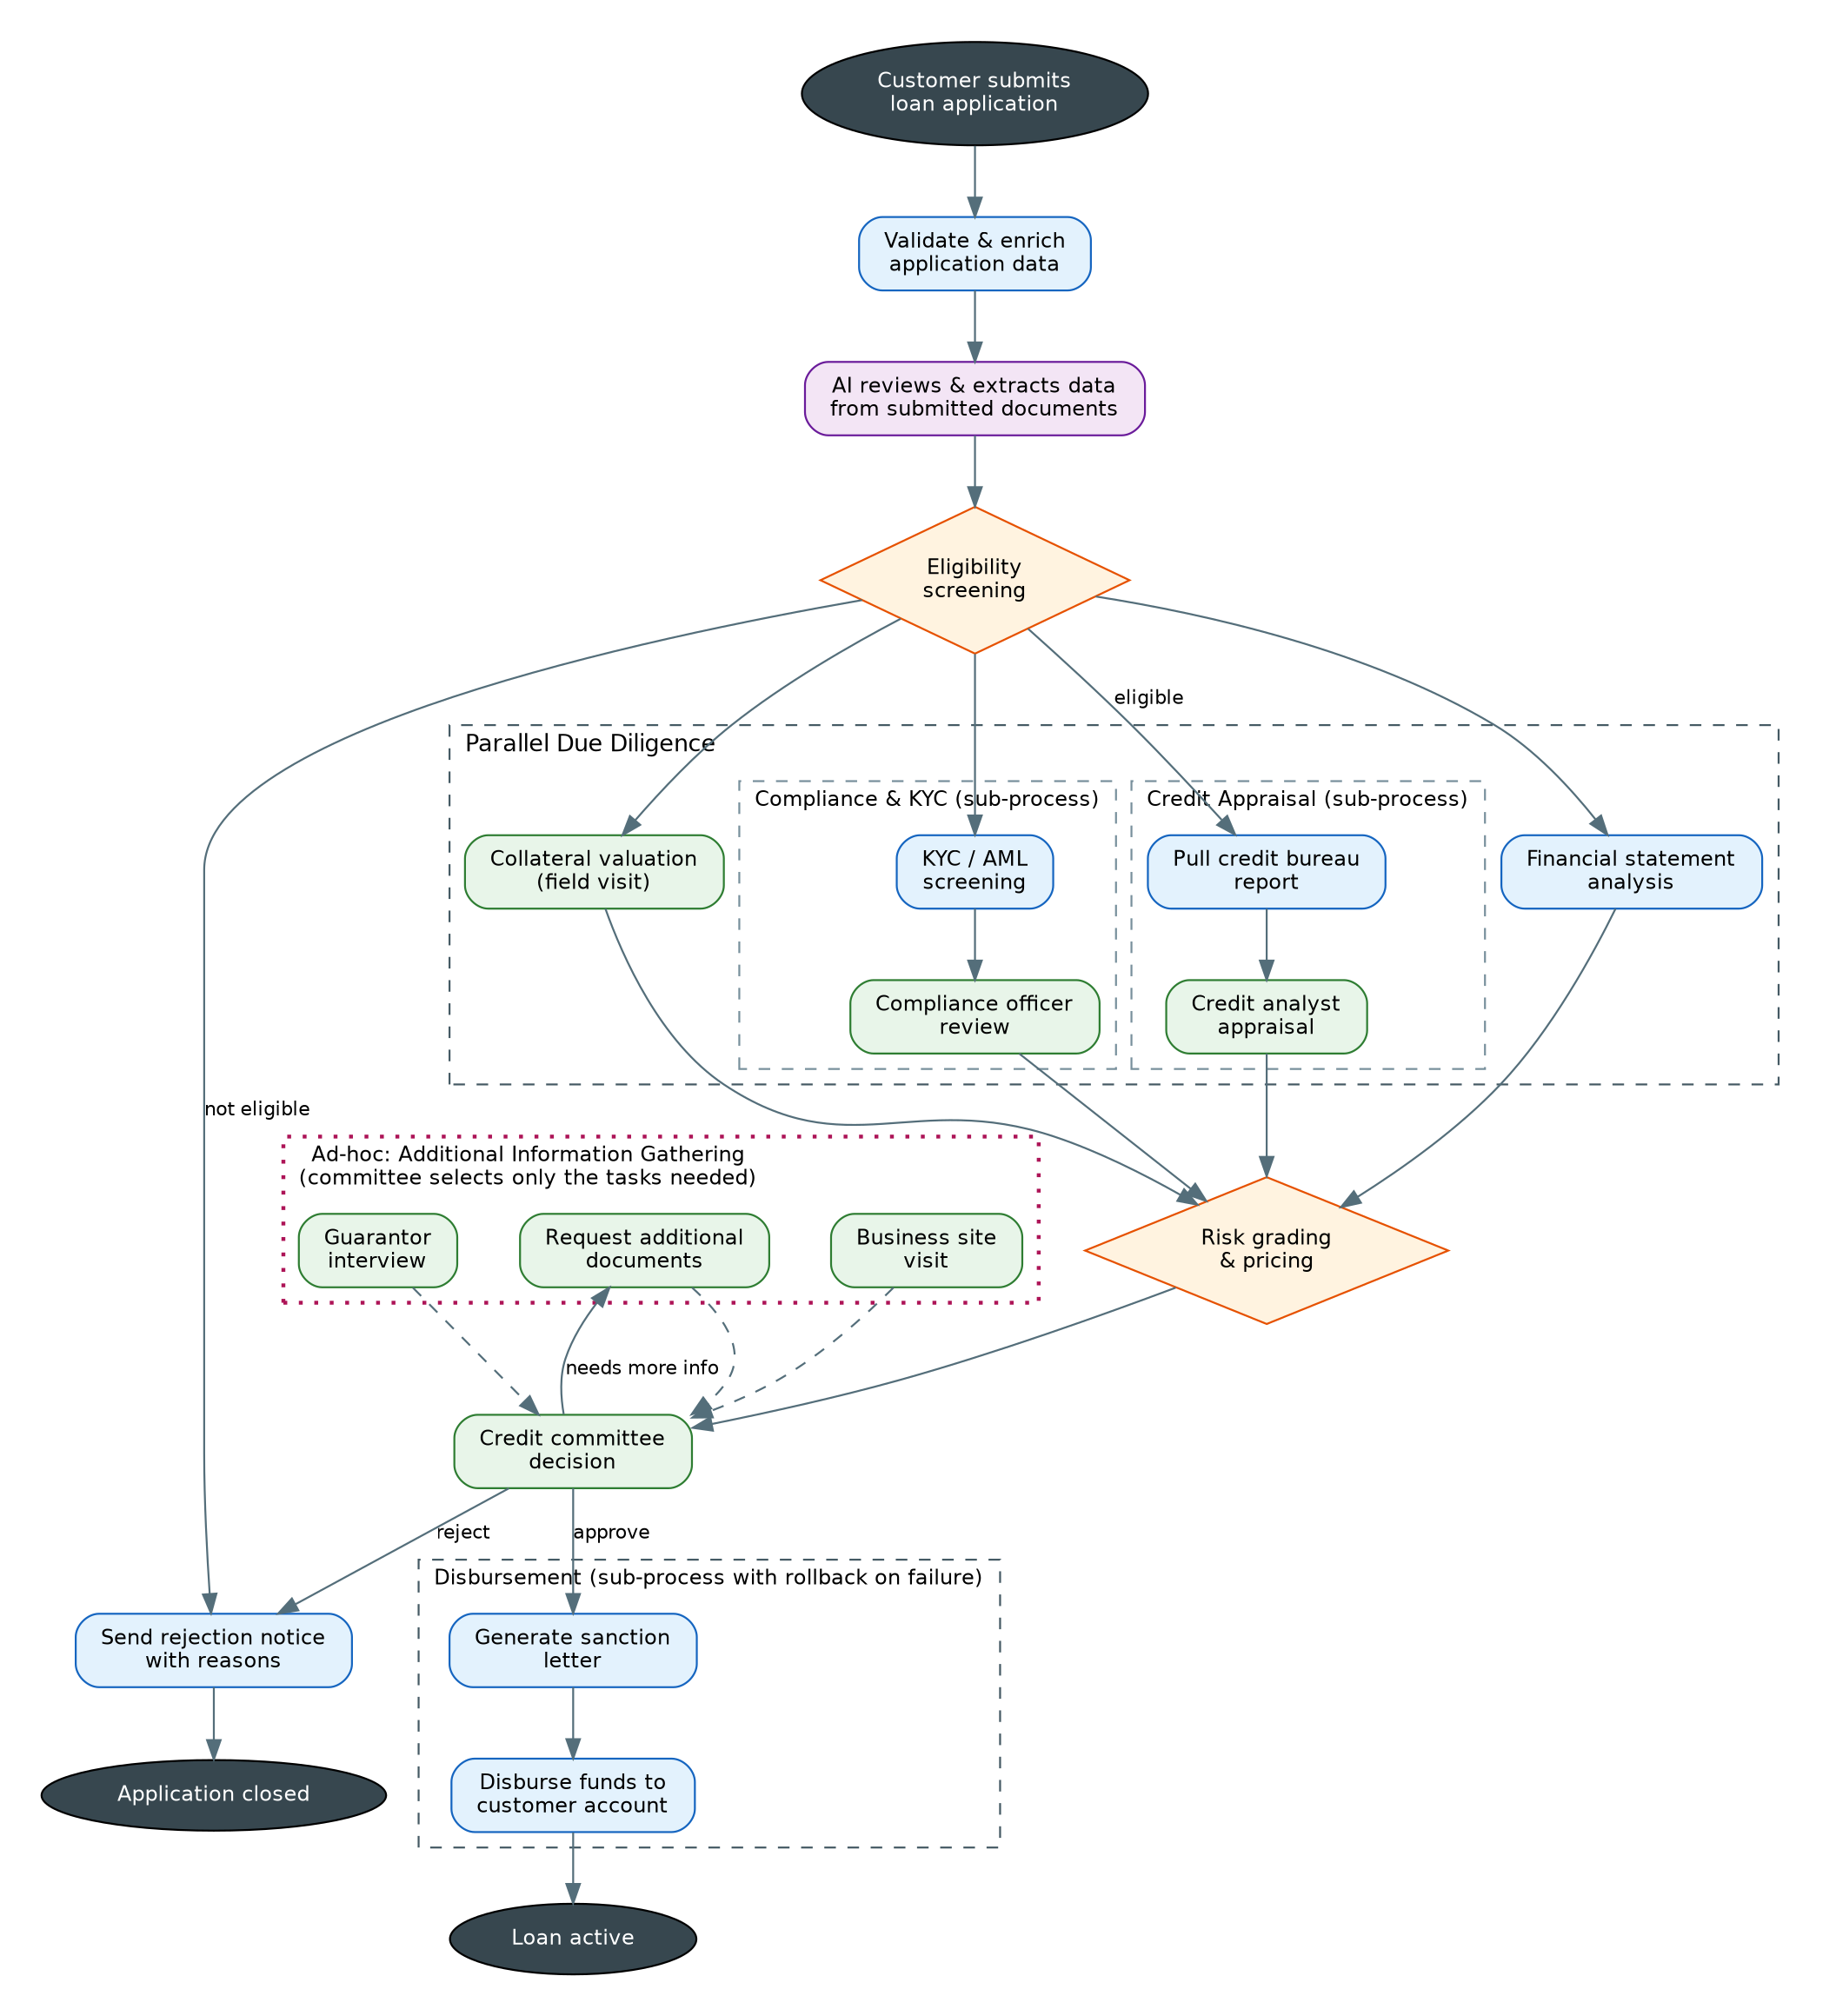 Customer submits
loan application
Validate & enrich
application data
AI reviews & extracts data
from submitted documents
Eligibility
screening
eligible
Parallel Due Diligence
Compliance & KYC (sub-process)
Credit Appraisal (sub-process)
Collateral valuation
(field visit)
KYC / AML
screening
Pull credit bureau
report
Financial statement
analysis
Compliance officer
review
Credit analyst
appraisal
not eligible
Ad-hoc: Additional Information Gathering
(committee selects only the tasks needed)
Guarantor
interview
Request additional
documents
Business site
visit
Risk grading
& pricing
needs more info
Credit committee
decision
reject
approve
Disbursement (sub-process with rollback on failure)
Send rejection notice
with reasons
Generate sanction
letter
Application closed
Disburse funds to
customer account
Loan active